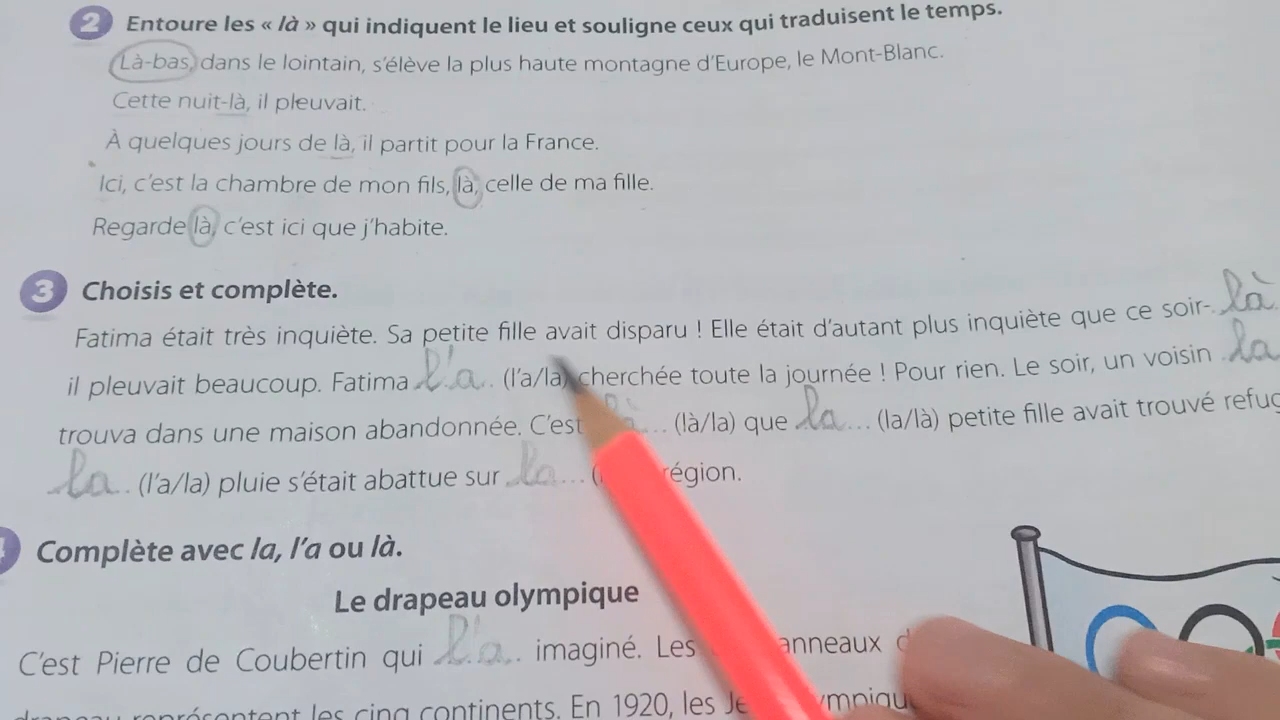 2 Entoure les « là » qui indiquent le lieu et souligne ceux qui traduisent le temps.
Là-bas, dans le lointain, s'élève la plus haute montagne d'Europe, le Mont-Blanc.
Cette nuit-là, il pleuvait.
À quelques jours de là, il partit pour la France.
Ici, c'est la chambre de mon fils, là, celle de ma fille.
Regarde là, c'est ici que j'habite.
3 Choisis et complète.
Fatima était très inquiète. Sa petite fille avait disparu ! Elle était d'autant plus inquiète que ce soir- là
il pleuvait beaucoup. Fatima l'a .. (l'a/la) cherchée toute la journée ! Pour rien. Le soir, un voisin la
trouva dans une maison abandonnée. C'est ... (là/la) que la ... (la/là) petite fille avait trouvé
la .. (l'a/la) pluie s'était abattue sur la ... région.
Complète avec la, l'a ou là.
Le drapeau olympique
C'est Pierre de Coubertin qui l'a .. imaginé. Les anneaux
représentent les cinq continents. En 1920, les